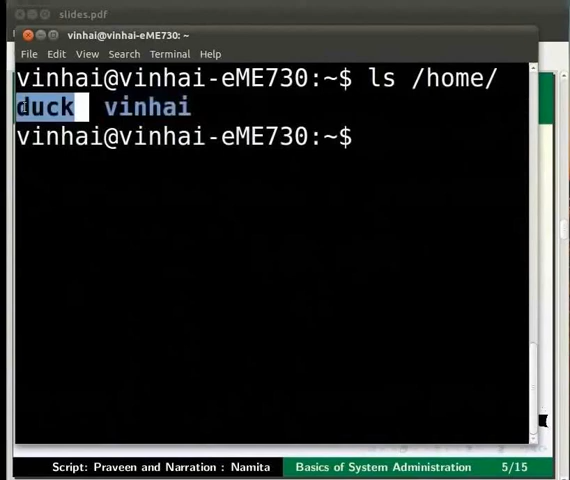 slides.pdf
vinhai@vinhai-eME730: ~
File Edit View Search Terminal Help
vinhai@vinhai-eME730:~$ ls /home/
duck vinhai
vinhai@vinhai-eME730:~$
Script: Praveen and Narration : Namita Basics of System Administration 5/15